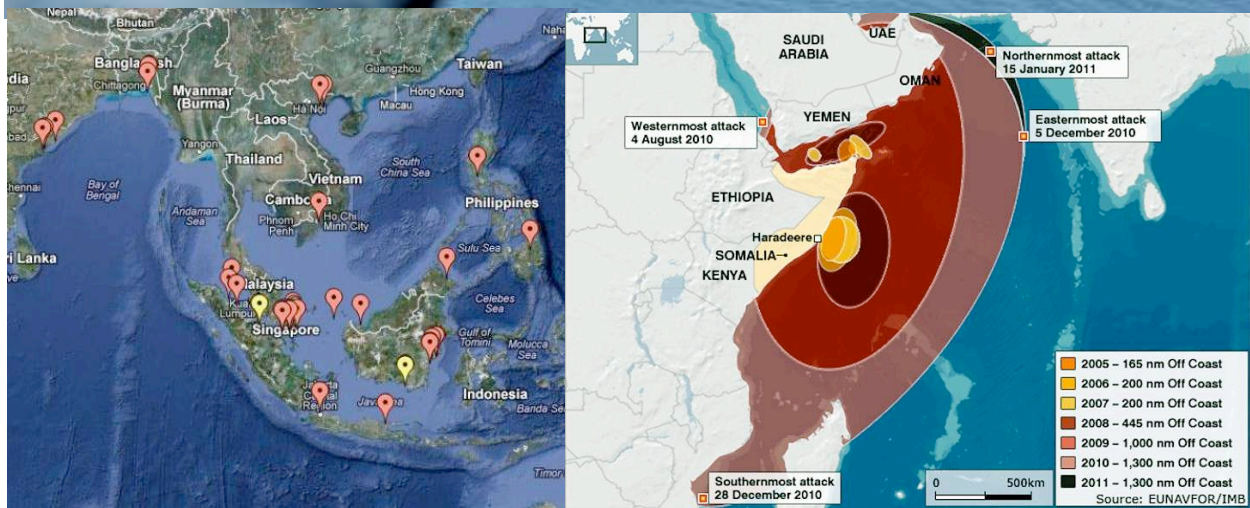 Nepal
Bhutan
Bangladesh
Chittagong
Myanmar
(Burma)
Guangzhou
Taiwan
Hong Kong
Macau
Ha Noi
Laos
Yangon
Thailand
South
China Sea
Bay of
Bengal
Vietnam
Andaman
Sea
Phnom
Penh
Ho Chi
Minh City
Philippines
Sulu Sea
Malaysia
Kuala
Lumpur
Singapore
Celebes
Sea
Gulf of
Tomini
Molucca
Sea
Indonesia
Banda Se
Timor
SAUDI
ARABIA
UAE
OMAN
YEMEN
Northernmost attack
15 January 2011
Westernmost attack
4 August 2010
Easternmost attack
5 December 2010
ETHIOPIA
Haradeere
SOMALIA
KENYA
Southernmost attack
28 December 2010
2005 – 165 nm Off Coast
2006 – 200 nm Off Coast
2007 – 200 nm Off Coast
2008 – 445 nm Off Coast
2009 – 1,000 nm Off Coast
2010 – 1,300 nm Off Coast
2011 – 1,300 nm Off Coast
0 500km
Source: EUNAVFOR/IMB